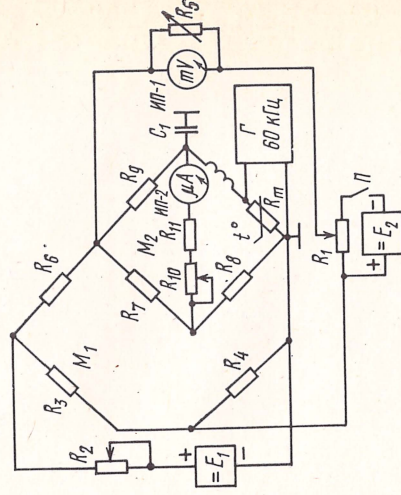 R₅
ИП-1
mV
C₁
ИП-2
μA
R₉
Г
60 кГц
R₆
M₂
R₁₁
R₁₀
R₇
t°
Rт
R₈
M₁
R₃
R₄
R₁
П
+ = E₂ -
R₂
+ = E₁ -